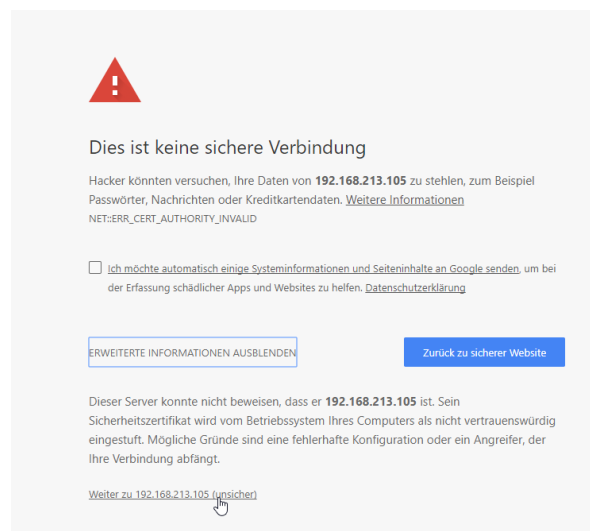 Dies ist keine sichere Verbindung
Hacker könnten versuchen, Ihre Daten von 192.168.213.105 zu stehlen, zum Beispiel
Passwörter, Nachrichten oder Kreditkartendaten. Weitere Informationen
NET::ERR_CERT_AUTHORITY_INVALID
Ich möchte automatisch einige Systeminformationen und Seiteninhalte an Google senden, um bei
der Erfassung schädlicher Apps und Websites zu helfen. Datenschutzerklärung
ERWEITERTE INFORMATIONEN AUSBLENDEN
Zurück zu sicherer Website
Dieser Server konnte nicht beweisen, dass er 192.168.213.105 ist. Sein
Sicherheitszertifikat wird vom Betriebssystem Ihres Computers als nicht vertrauenswürdig
eingestuft. Mögliche Gründe sind eine fehlerhafte Konfiguration oder ein Angreifer, der
Ihre Verbindung abfängt.
Weiter zu 192.168.213.105 (unsicher)